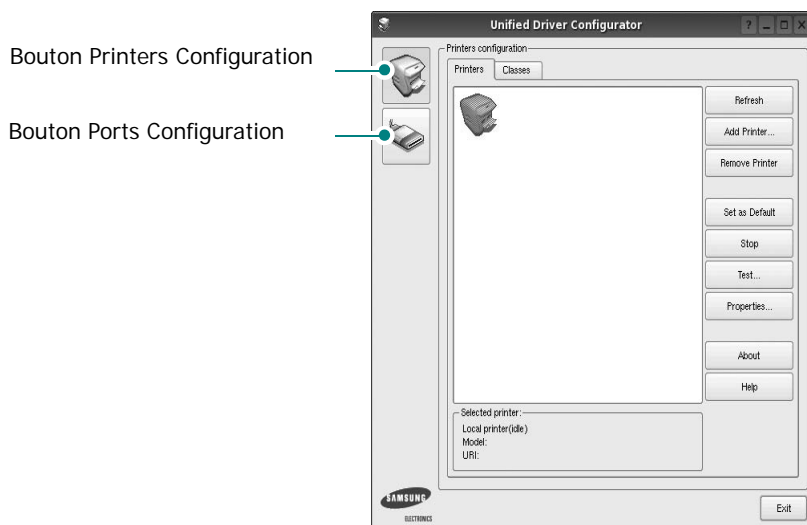 Unified Driver Configurator
Bouton Printers Configuration
Bouton Ports Configuration
Printers configuration
Printers
Classes
Refresh
Add Printer...
Remove Printer
Set as Default
Stop
Test...
Properties...
About
Help
Selected printer:
Local printer(idle)
Model:
URI:
SAMSUNG
ELECTRONICS
Exit